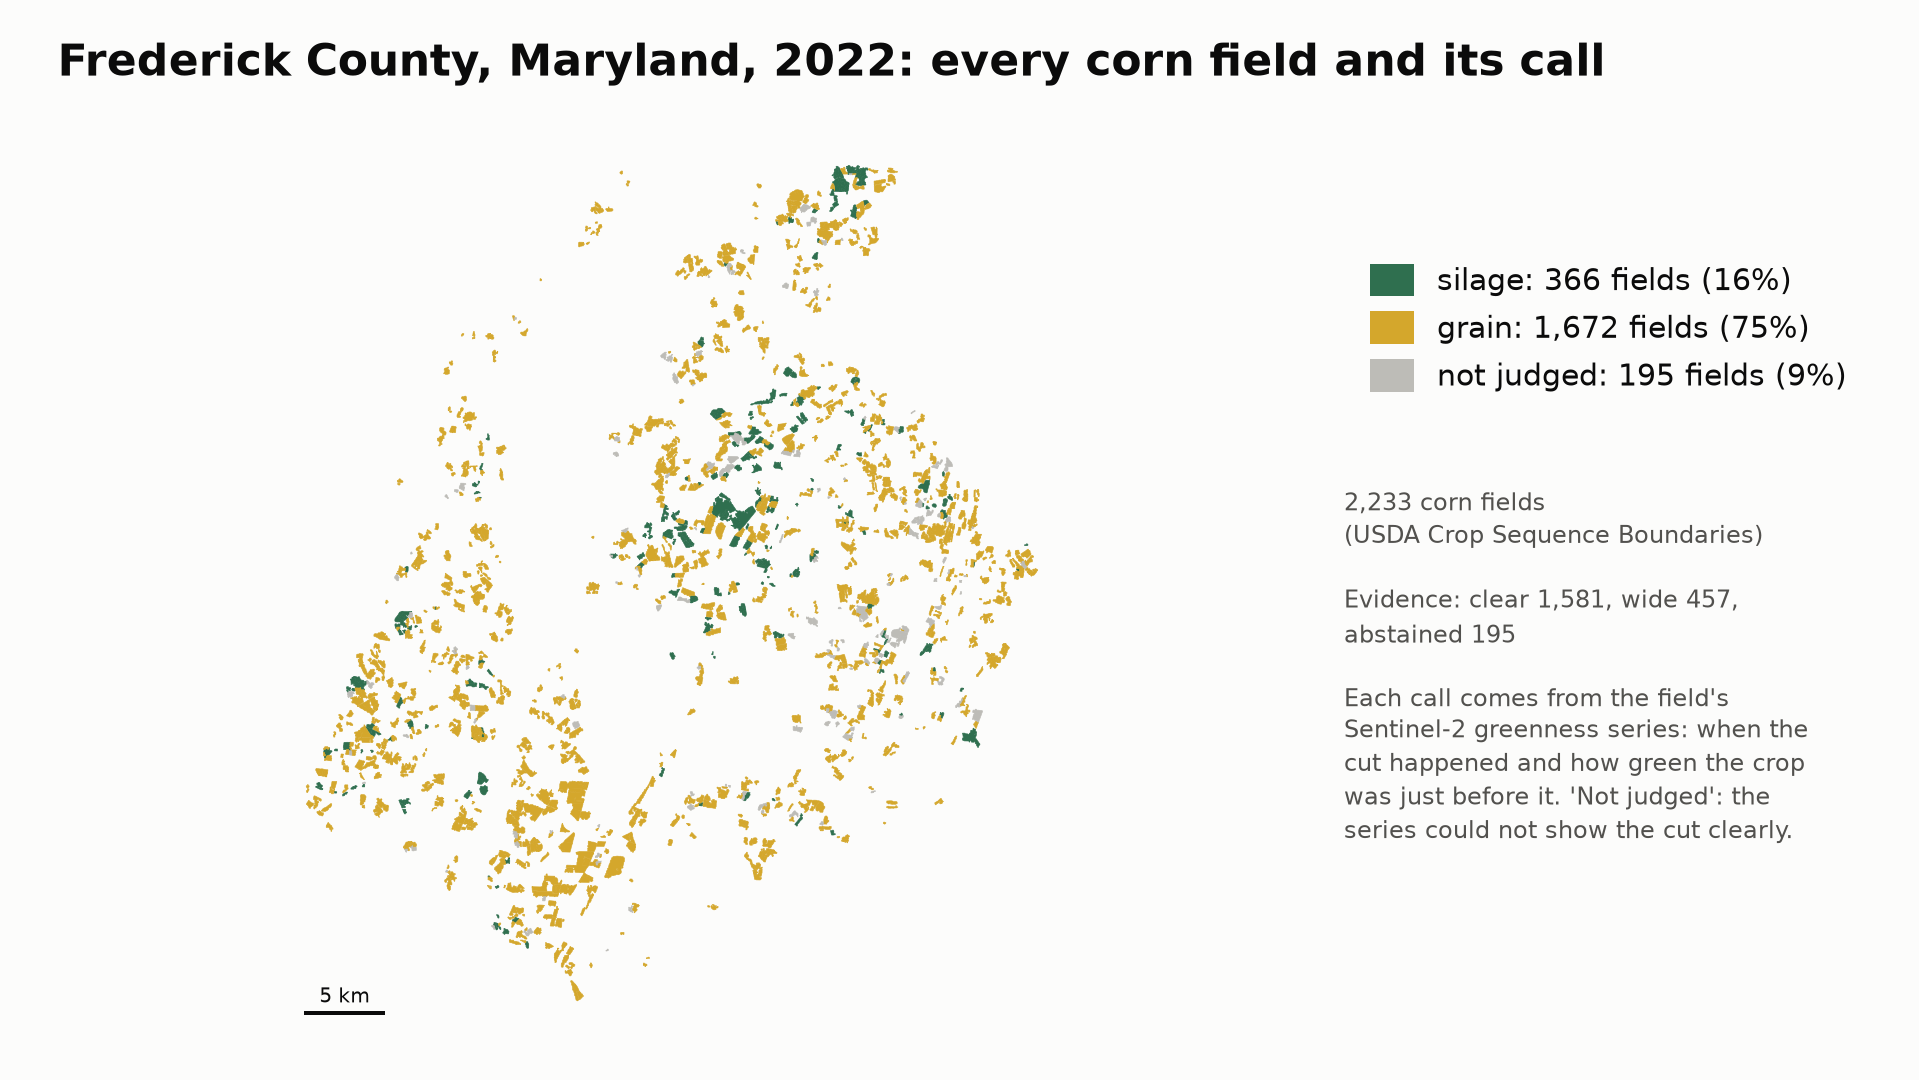 Frederick County, Maryland, 2022: every corn field and its call
silage: 366 fields (16%)
grain: 1,672 fields (75%)
not judged: 195 fields (9%)
2,233 corn fields
(USDA Crop Sequence Boundaries)
Evidence: clear 1,581, wide 457,
abstained 195
Each call comes from the field's
Sentinel-2 greenness series: when the
cut happened and how green the crop
was just before it. 'Not judged': the
series could not show the cut clearly.
5 km